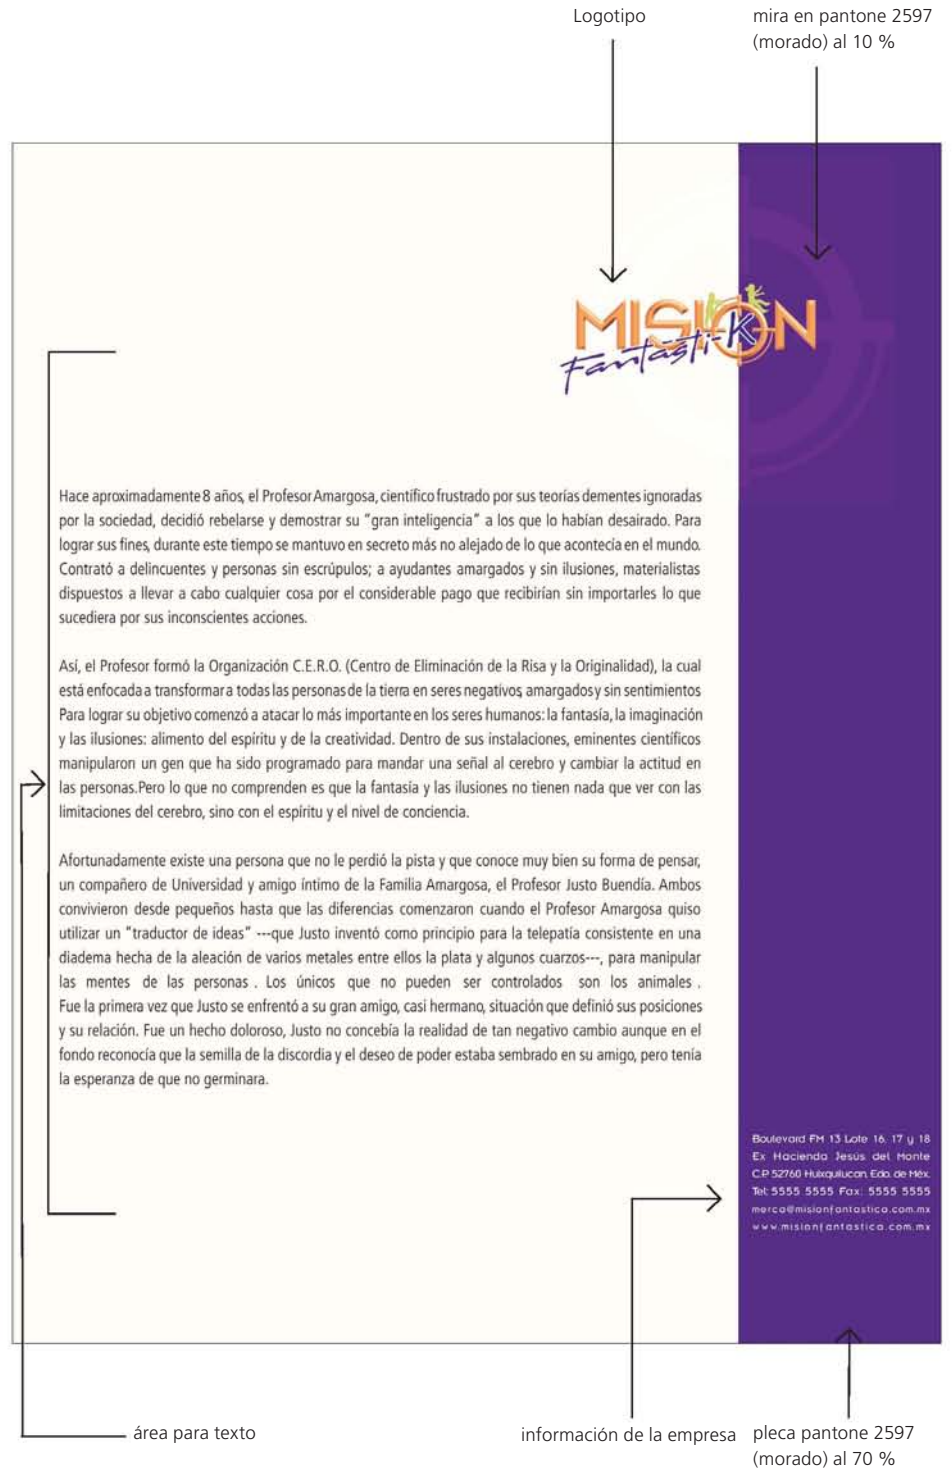 Logotipo
mira en pantone 2597
(morado) al 10 %
MISION
Fantásti-K
Hace aproximadamente 8 años, el Profesor Amargosa, científico frustrado por sus teorías dementes ignoradas
por la sociedad, decidió rebelarse y demostrar su "gran inteligencia" a los que lo habían desairado. Para
lograr sus fines, durante este tiempo se mantuvo en secreto más no alejado de lo que acontecía en el mundo.
Contrató a delincuentes y personas sin escrúpulos; a ayudantes amargados y sin ilusiones, materialistas
dispuestos a llevar a cabo cualquier cosa por el considerable pago que recibirían sin importarles lo que
sucediera por sus inconscientes acciones.
Así, el Profesor formó la Organización C.E.R.O. (Centro de Eliminación de la Risa y la Originalidad), la cual
está enfocada a transformar a todas las personas de la tierra en seres negativos, amargados y sin sentimientos
Para lograr su objetivo comenzó a atacar lo más importante en los seres humanos: la fantasía, la imaginación
y las ilusiones: alimento del espíritu y de la creatividad. Dentro de sus instalaciones, eminentes científicos
manipularon un gen que ha sido programado para mandar una señal al cerebro y cambiar la actitud en
las personas.Pero lo que no comprenden es que la fantasía y las ilusiones no tienen nada que ver con las
limitaciones del cerebro, sino con el espíritu y el nivel de conciencia.
Afortunadamente existe una persona que no le perdió la pista y que conoce muy bien su forma de pensar,
un compañero de Universidad y amigo íntimo de la Familia Amargosa, el Profesor Justo Buendía. Ambos
convivieron desde pequeños hasta que las diferencias comenzaron cuando el Profesor Amargosa quiso
utilizar un "traductor de ideas" ---que Justo inventó como principio para la telepatía consistente en una
diadema hecha de la aleación de varios metales entre ellos la plata y algunos cuarzos---, para manipular
las mentes de las personas . Los únicos que no pueden ser controlados son los animales .
Fue la primera vez que Justo se enfrentó a su gran amigo, casi hermano, situación que definió sus posiciones
y su relación. Fue un hecho doloroso, Justo no concebía la realidad de tan negativo cambio aunque en el
fondo reconocía que la semilla de la discordia y el deseo de poder estaba sembrado en su amigo, pero tenía
la esperanza de que no germinara.
Boulevard FM 13 Lote 16, 17 y 18
Ex Hacienda Jesús del Monte
C.P. 52760 Huixquilucan, Edo. de Méx.
Tel: 5555 5555 Fax: 5555 5555
merca@misionfantastica.com.mx
www.misionfantastica.com.mx
área para texto
información de la empresa
pleca pantone 2597
(morado) al 70 %